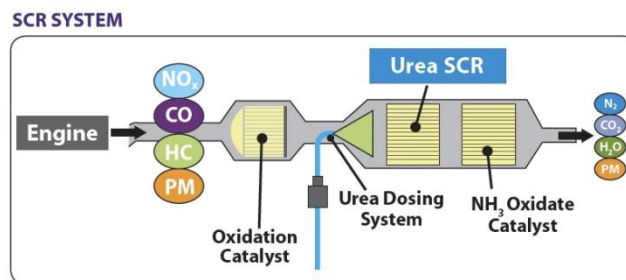 SCR SYSTEM
Engine
NOₓ
CO
HC
PM
Oxidation
Catalyst
Urea Dosing
System
Urea SCR
NH₃ Oxidate
Catalyst
N₂
CO₂
H₂O
PM